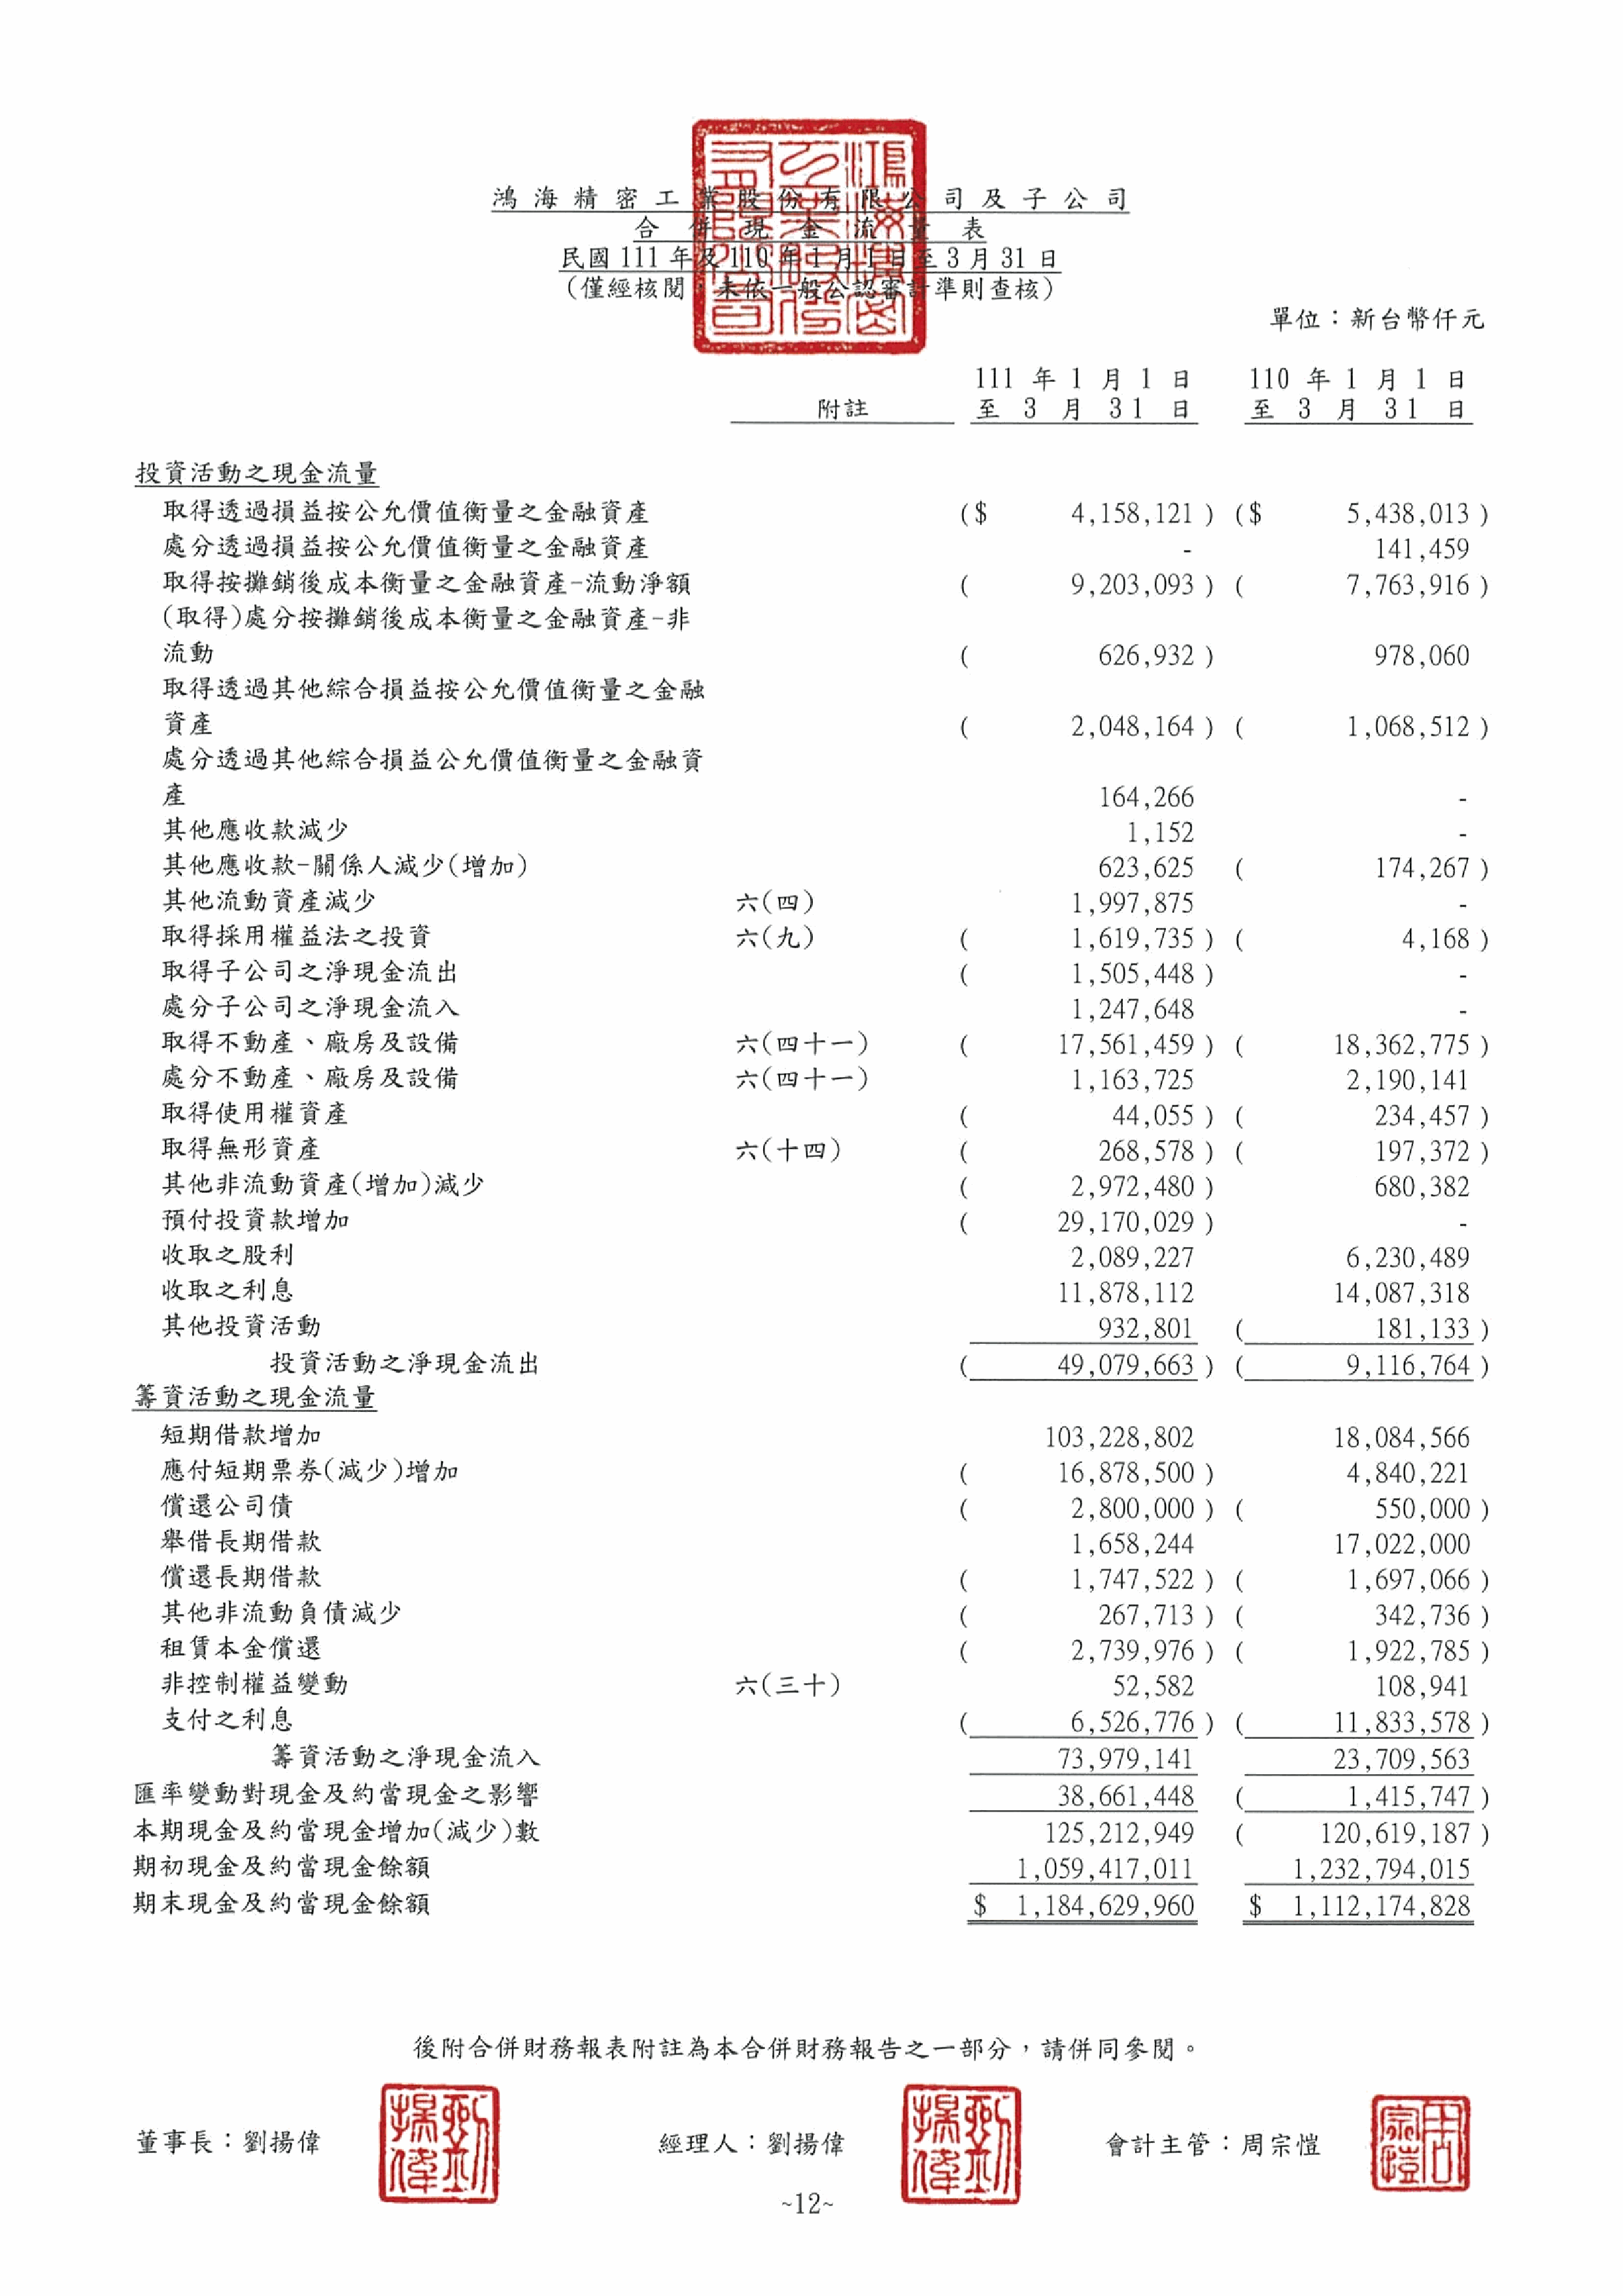 鴻海精密工業股份有限公司及子公司
合併現金流量表
民國111年及110年1月1日至3月31日
(僅經核閱,未依一般公認審計準則查核)
單位:新台幣仟元
111 年 1 月 1 日 110 年 1 月 1 日
附註 至 3 月 31 日 至 3 月 31 日
投資活動之現金流量
取得透過損益按公允價值衡量之金融資產 ($ 4,158,121 ) ($ 5,438,013 )
處分透過損益按公允價值衡量之金融資產 - 141,459
取得按攤銷後成本衡量之金融資產-流動淨額 ( 9,203,093 ) ( 7,763,916 )
(取得)處分按攤銷後成本衡量之金融資產-非
流動 ( 626,932 ) 978,060
取得透過其他綜合損益按公允價值衡量之金融
資產 ( 2,048,164 ) ( 1,068,512 )
處分透過其他綜合損益公允價值衡量之金融資
產 164,266 -
其他應收款減少 1,152 -
其他應收款-關係人減少(增加) 623,625 ( 174,267 )
其他流動資產減少 六(四) 1,997,875 -
取得採用權益法之投資 六(九) ( 1,619,735 ) ( 4,168 )
取得子公司之淨現金流出 ( 1,505,448 ) -
處分子公司之淨現金流入 1,247,648 -
取得不動產、廠房及設備 六(四十一) ( 17,561,459 ) ( 18,362,775 )
處分不動產、廠房及設備 六(四十一) 1,163,725 2,190,141
取得使用權資產 ( 44,055 ) ( 234,457 )
取得無形資產 六(十四) ( 268,578 ) ( 197,372 )
其他非流動資產(增加)減少 ( 2,972,480 ) 680,382
預付投資款增加 ( 29,170,029 ) -
收取之股利 2,089,227 6,230,489
收取之利息 11,878,112 14,087,318
其他投資活動 932,801 ( 181,133 )
投資活動之淨現金流出 ( 49,079,663 ) ( 9,116,764 )
籌資活動之現金流量
短期借款增加 103,228,802 18,084,566
應付短期票券(減少)增加 ( 16,878,500 ) 4,840,221
償還公司債 ( 2,800,000 ) ( 550,000 )
舉借長期借款 1,658,244 17,022,000
償還長期借款 ( 1,747,522 ) ( 1,697,066 )
其他非流動負債減少 ( 267,713 ) ( 342,736 )
租賃本金償還 ( 2,739,976 ) ( 1,922,785 )
非控制權益變動 六(三十) 52,582 108,941
支付之利息 ( 6,526,776 ) ( 11,833,578 )
籌資活動之淨現金流入 73,979,141 23,709,563
匯率變動對現金及約當現金之影響 38,661,448 ( 1,415,747 )
本期現金及約當現金增加(減少)數 125,212,949 ( 120,619,187 )
期初現金及約當現金餘額 1,059,417,011 1,232,794,015
期末現金及約當現金餘額 $ 1,184,629,960 $ 1,112,174,828
後附合併財務報表附註為本合併財務報告之一部分,請併同參閱。
董事長:劉揚偉 經理人:劉揚偉 會計主管:周宗愷
~12~